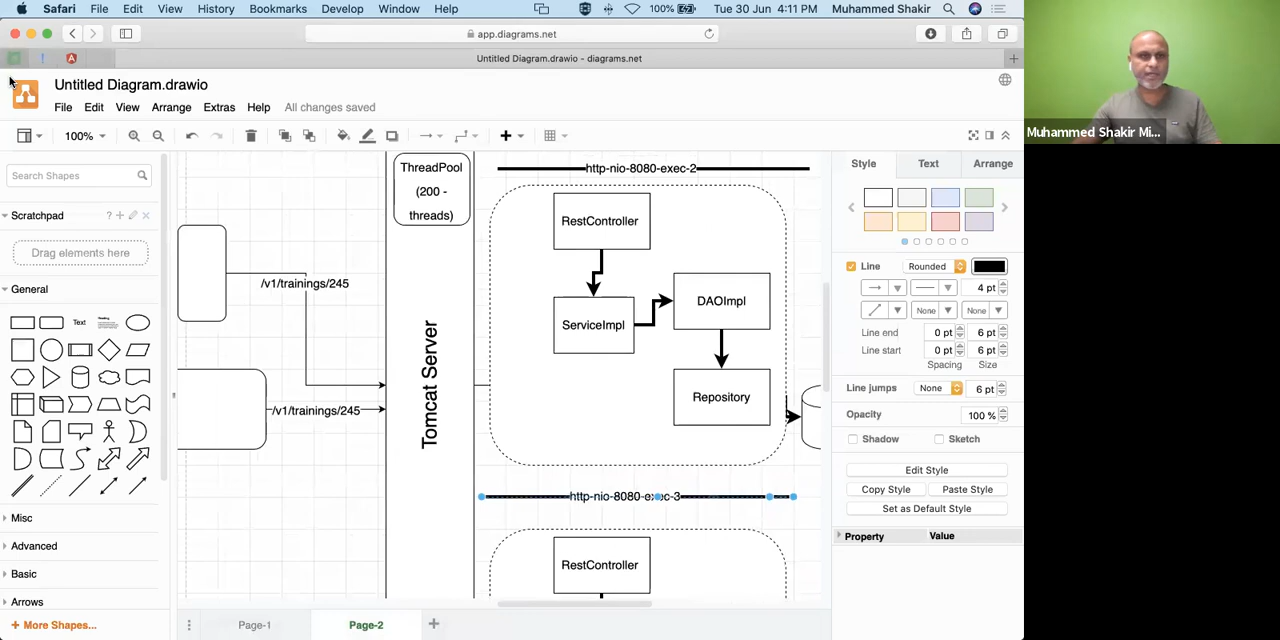 Safari File Edit View History Bookmarks Develop Window Help 100% Tue 30 Jun 4:11 PM Muhammed Shakir
app.diagrams.net
Untitled Diagram.drawio - diagrams.net
Untitled Diagram.drawio
File Edit View Arrange Extras Help All changes saved
100%
Search Shapes
Scratchpad
Drag elements here
General
Text
Heading
Misc
Advanced
Basic
Arrows
+ More Shapes...
/v1/trainings/245
/v1/trainings/245
ThreadPool
(200 -
threads)
Tomcat Server
http-nio-8080-exec-2
RestController
ServiceImpl
DAOImpl
Repository
http-nio-8080-exec-3
RestController
Page-1
Page-2
Style Text Arrange
Line Rounded
4 pt
None None
Line end 0 pt 6 pt
Line start 0 pt 6 pt
Spacing Size
Line jumps None 6 pt
Opacity 100 %
Shadow Sketch
Edit Style
Copy Style Paste Style
Set as Default Style
Property Value
Muhammed Shakir Mi...